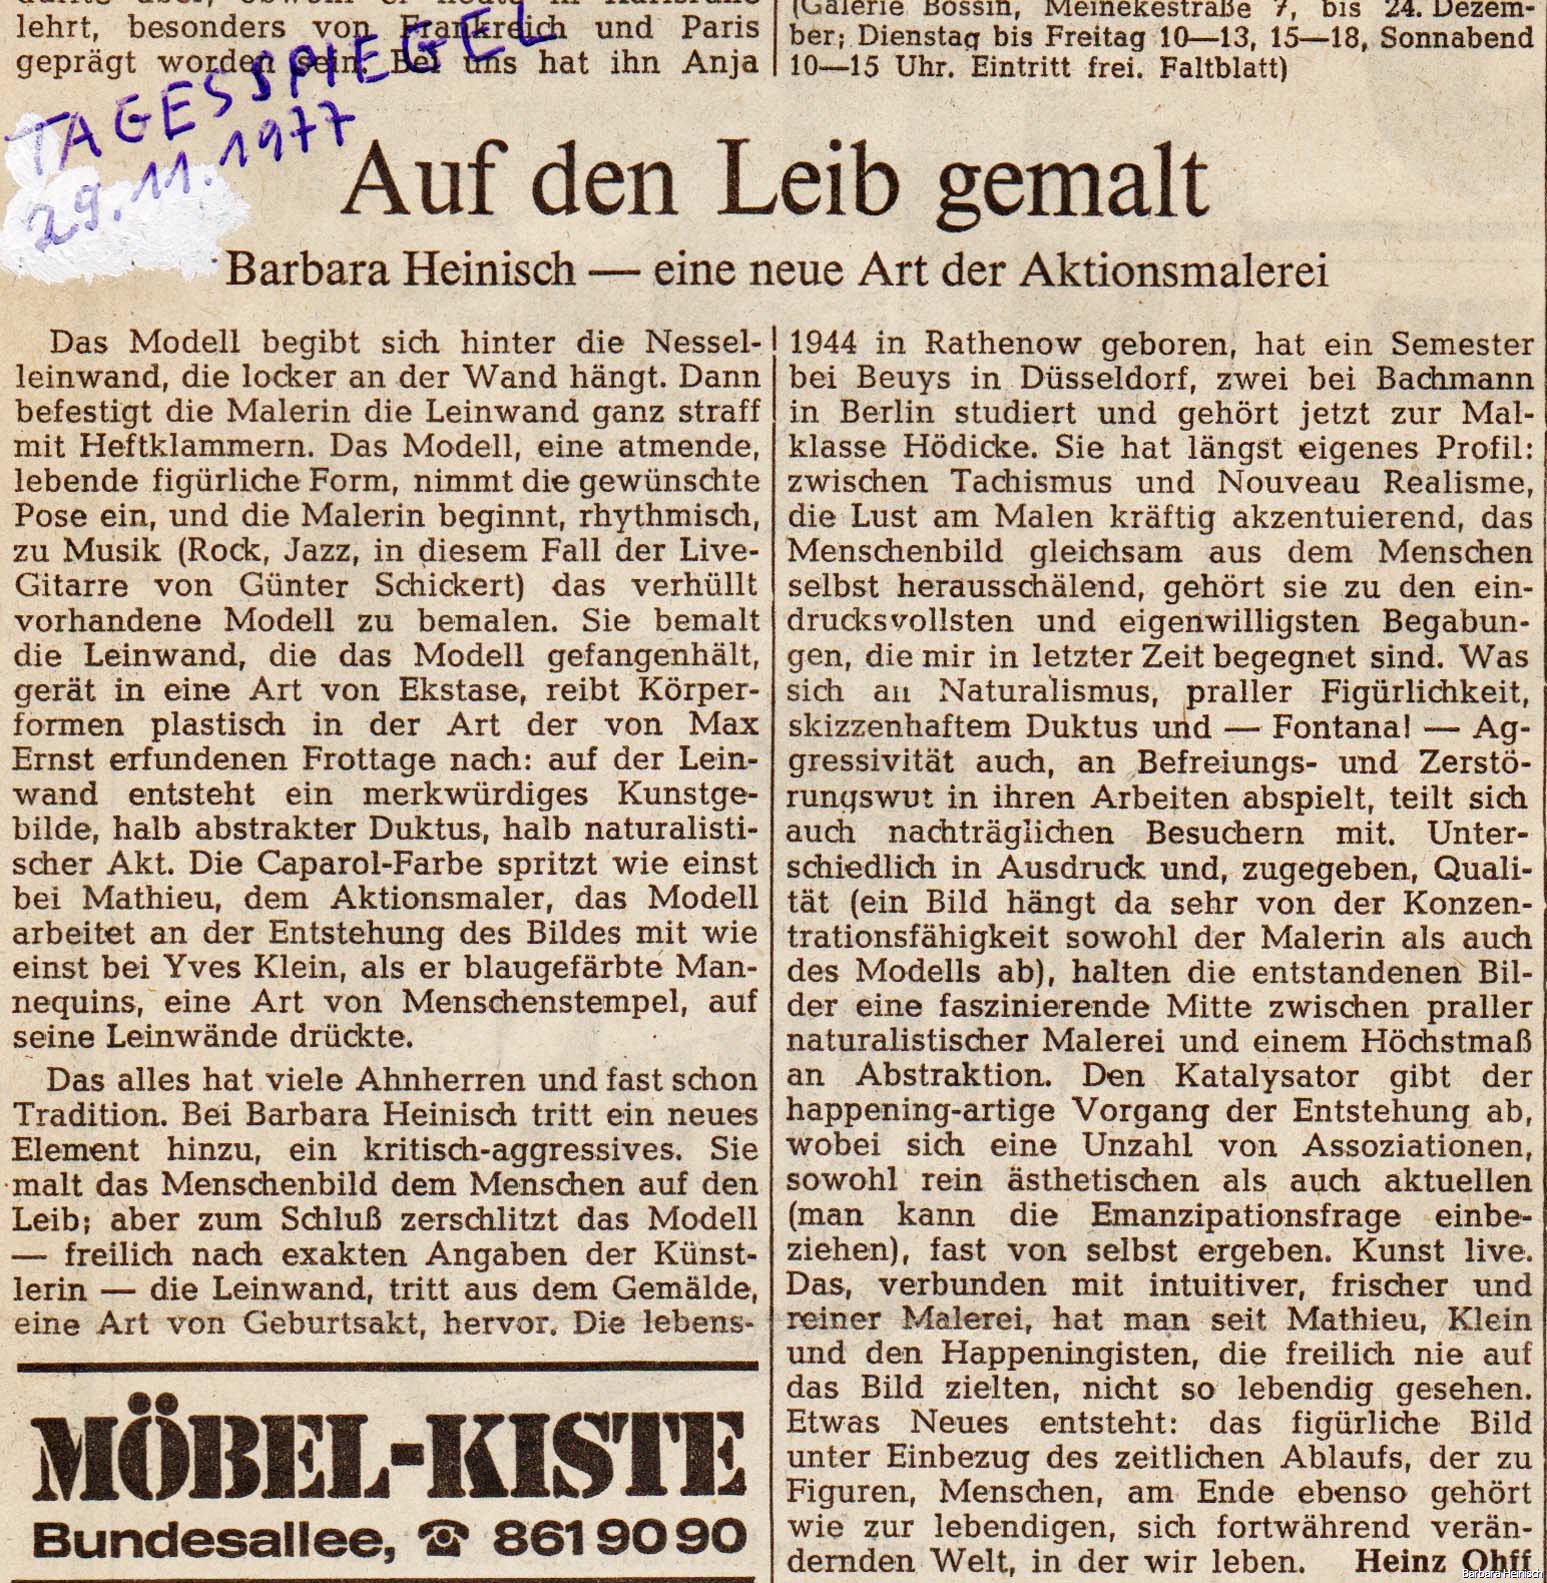 lehrt, besonders von Frankreich und Paris
geprägt worden sein. Bei uns hat ihn Anja
(Galerie Bossin, Meinekestraße 7, bis 24. Dezem-
ber; Dienstag bis Freitag 10—13, 15—18, Sonnabend
10—15 Uhr. Eintritt frei. Faltblatt)
TAGESSPIEGEL
29.11.1977
Auf den Leib gemalt
Barbara Heinisch — eine neue Art der Aktionsmalerei
Das Modell begibt sich hinter die Nessel-
leinwand, die locker an der Wand hängt. Dann
befestigt die Malerin die Leinwand ganz straff
mit Heftklammern. Das Modell, eine atmende,
lebende figürliche Form, nimmt die gewünschte
Pose ein, und die Malerin beginnt, rhythmisch,
zu Musik (Rock, Jazz, in diesem Fall der Live-
Gitarre von Günter Schickert) das verhüllt
vorhandene Modell zu bemalen. Sie bemalt
die Leinwand, die das Modell gefangenhält,
gerät in eine Art von Ekstase, reibt Körper-
formen plastisch in der Art der von Max
Ernst erfundenen Frottage nach: auf der Lein-
wand entsteht ein merkwürdiges Kunstge-
bilde, halb abstrakter Duktus, halb naturalisti-
scher Akt. Die Caparol-Farbe spritzt wie einst
bei Mathieu, dem Aktionsmaler, das Modell
arbeitet an der Entstehung des Bildes mit wie
einst bei Yves Klein, als er blaugefärbte Man-
nequins, eine Art von Menschenstempel, auf
seine Leinwände drückte.
Das alles hat viele Ahnherren und fast schon
Tradition. Bei Barbara Heinisch tritt ein neues
Element hinzu, ein kritisch-aggressives. Sie
malt das Menschenbild dem Menschen auf den
Leib; aber zum Schluß zerschlitzt das Modell
— freilich nach exakten Angaben der Künst-
lerin — die Leinwand, tritt aus dem Gemälde,
eine Art von Geburtsakt, hervor. Die lebens-
MÖBEL-KISTE
Bundesallee, ☎ 861 90 90
1944 in Rathenow geboren, hat ein Semester
bei Beuys in Düsseldorf, zwei bei Bachmann
in Berlin studiert und gehört jetzt zur Mal-
klasse Hödicke. Sie hat längst eigenes Profil:
zwischen Tachismus und Nouveau Realisme,
die Lust am Malen kräftig akzentuierend, das
Menschenbild gleichsam aus dem Menschen
selbst herausschälend, gehört sie zu den ein-
drucksvollsten und eigenwilligsten Begabun-
gen, die mir in letzter Zeit begegnet sind. Was
sich an Naturalismus, praller Figürlichkeit,
skizzenhaftem Duktus und — Fontana! — Ag-
gressivität auch, an Befreiungs- und Zerstö-
rungswut in ihren Arbeiten abspielt, teilt sich
auch nachträglichen Besuchern mit. Unter-
schiedlich in Ausdruck und, zugegeben, Quali-
tät (ein Bild hängt da sehr von der Konzen-
trationsfähigkeit sowohl der Malerin als auch
des Modells ab), halten die entstandenen Bil-
der eine faszinierende Mitte zwischen praller
naturalistischer Malerei und einem Höchstmaß
an Abstraktion. Den Katalysator gibt der
happening-artige Vorgang der Entstehung ab,
wobei sich eine Unzahl von Assoziationen,
sowohl rein ästhetischen als auch aktuellen
(man kann die Emanzipationsfrage einbe-
ziehen), fast von selbst ergeben. Kunst live.
Das, verbunden mit intuitiver, frischer und
reiner Malerei, hat man seit Mathieu, Klein
und den Happeningisten, die freilich nie auf
das Bild zielten, nicht so lebendig gesehen.
Etwas Neues entsteht: das figürliche Bild
unter Einbezug des zeitlichen Ablaufs, der zu
Figuren, Menschen, am Ende ebenso gehört
wie zur lebendigen, sich fortwährend verän-
dernden Welt, in der wir leben. Heinz Ohff
Barbara Heinisch